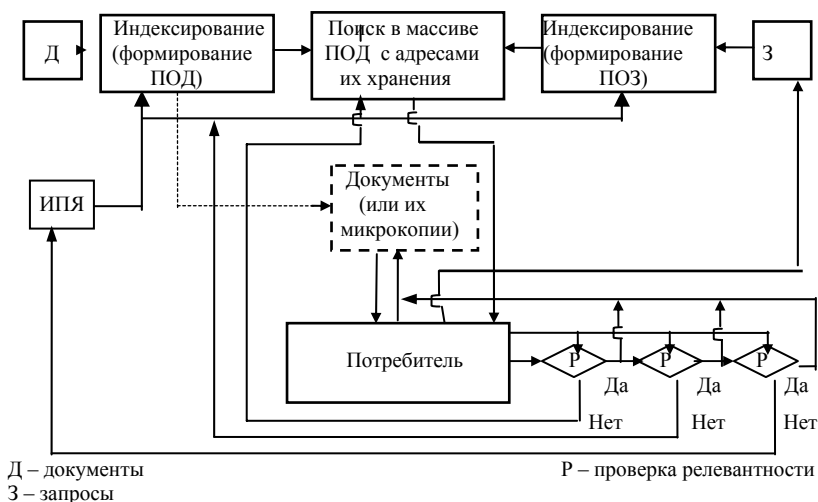 Д
Индексирование
(формирование
ПОД)
Поиск в массиве
ПОД с адресами
их хранения
Индексирование
(формирование
ПОЗ)
З
ИПЯ
Документы
(или их
микрокопии)
Потребитель
Р
Р
Р
Да
Да
Да
Нет
Нет
Нет
Д – документы
Р – проверка релевантности
З – запросы